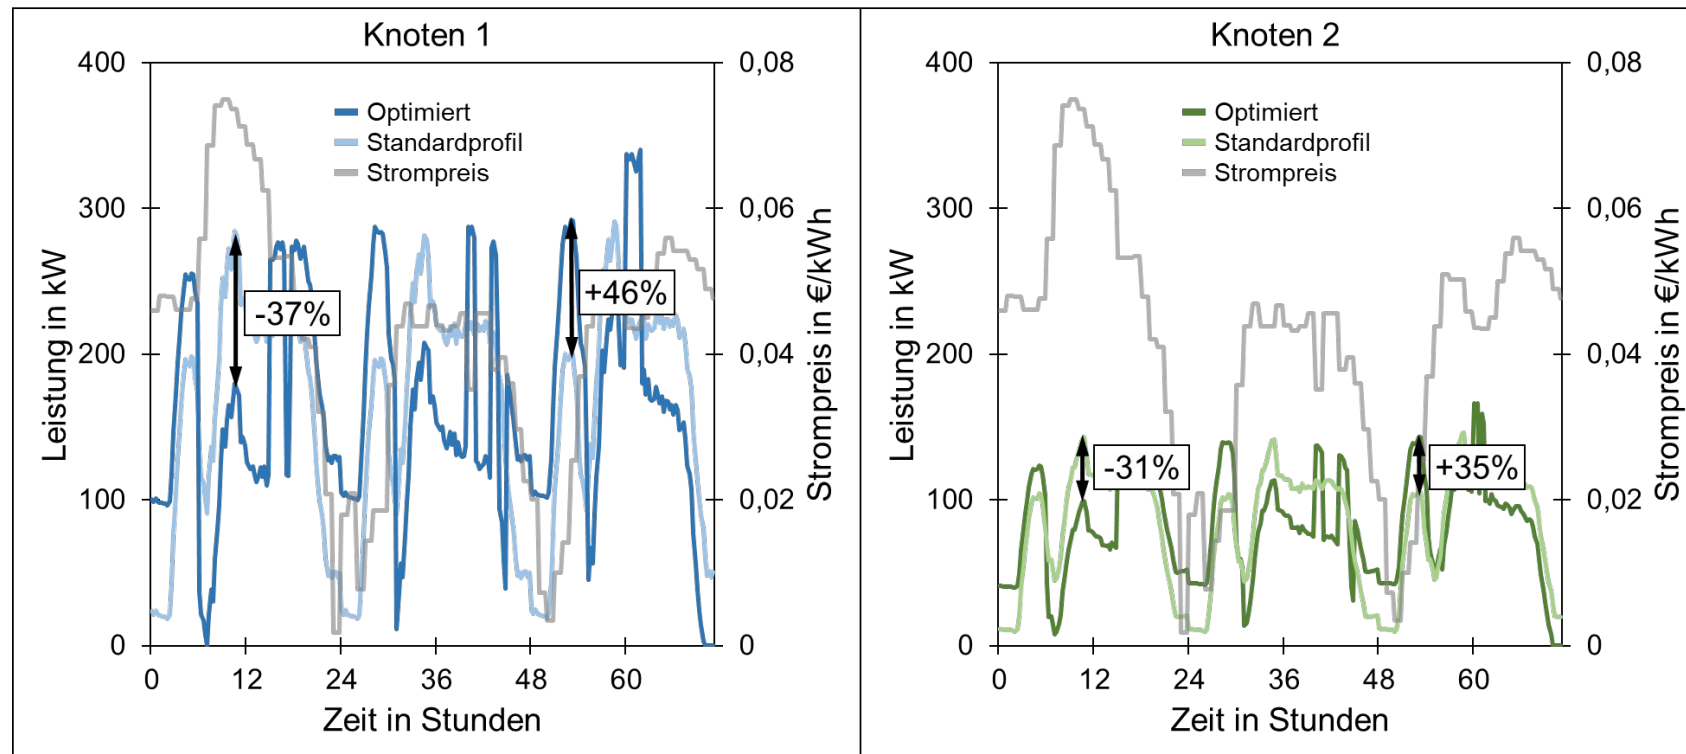 Knoten 1
400
300
200
100
0
0,08
0,06
0,04
0,02
0
Optimiert
Standardprofil
Strompreis
-37%
+46%
0 12 24 36 48 60
Zeit in Stunden
Leistung in kW
Strompreis in €/kWh
Knoten 2
400
300
200
100
0
0,08
0,06
0,04
0,02
0
Optimiert
Standardprofil
Strompreis
-31%
+35%
0 12 24 36 48 60
Zeit in Stunden
Leistung in kW
Strompreis in €/kWh